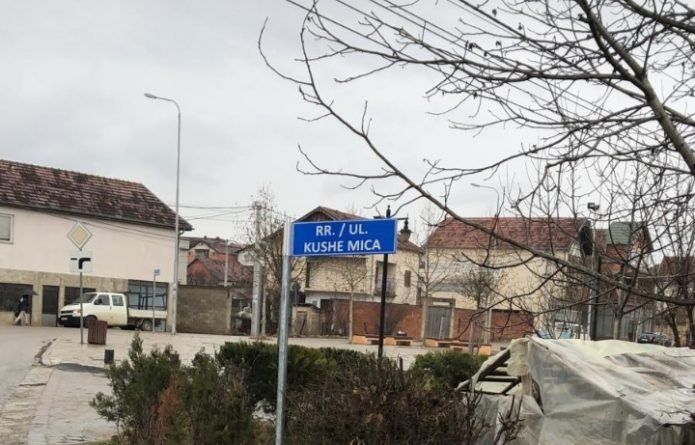 RR. / UL.
KUSHE MICA